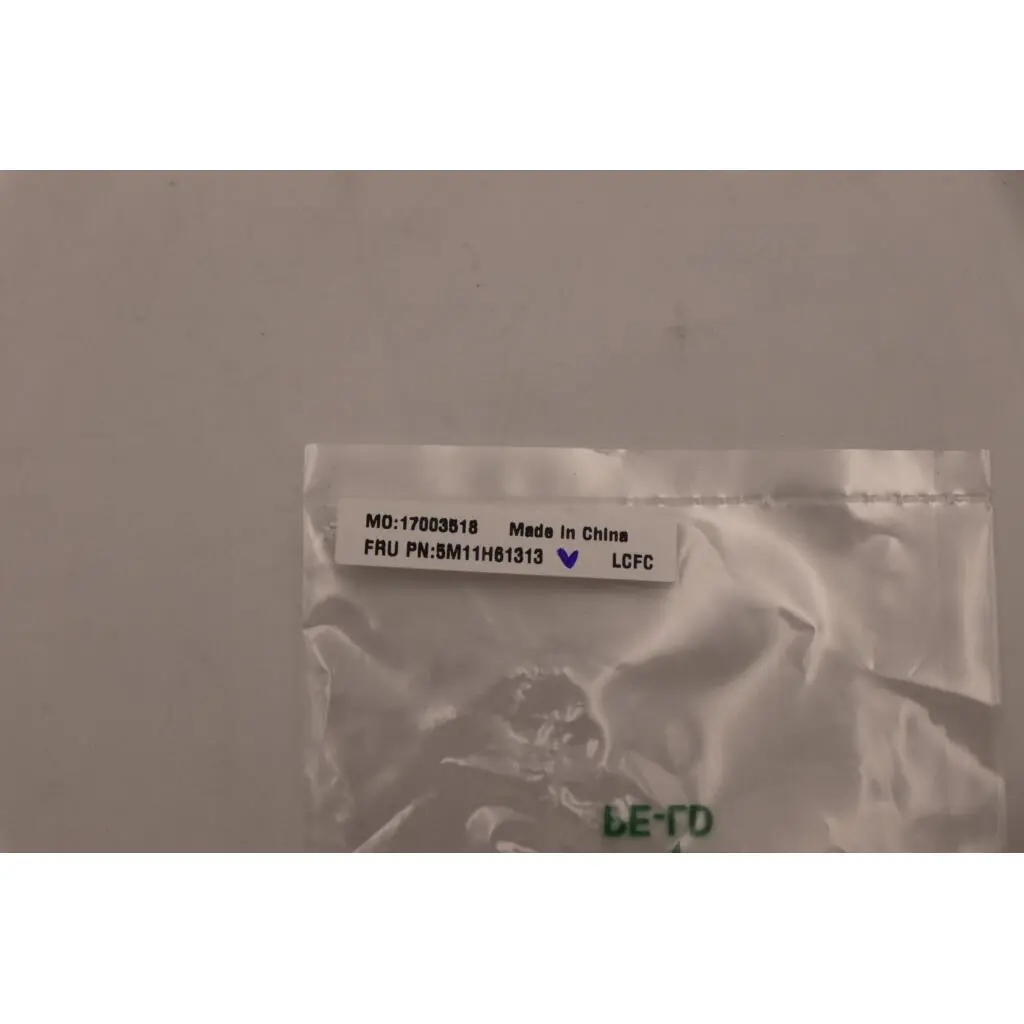 MO:17003518 Made In China
FRU PN:5M11H61313 LCFC